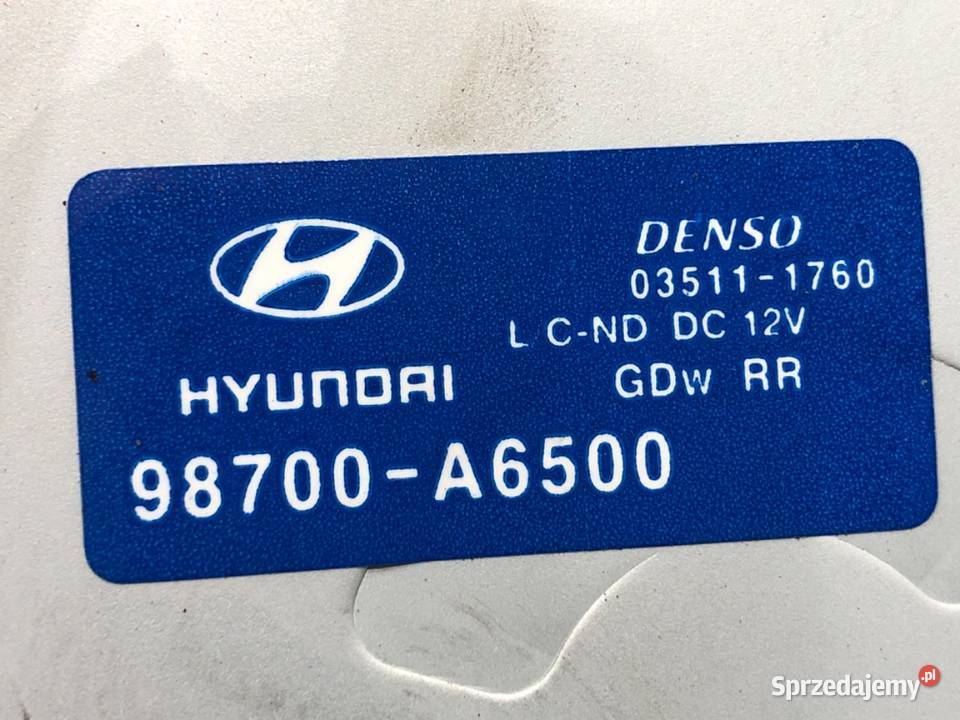 DENSO
03511-1760
L C-ND DC 12V
HYUNDAI
GDW RR
98700-A6500
Sprzedajemy.pl